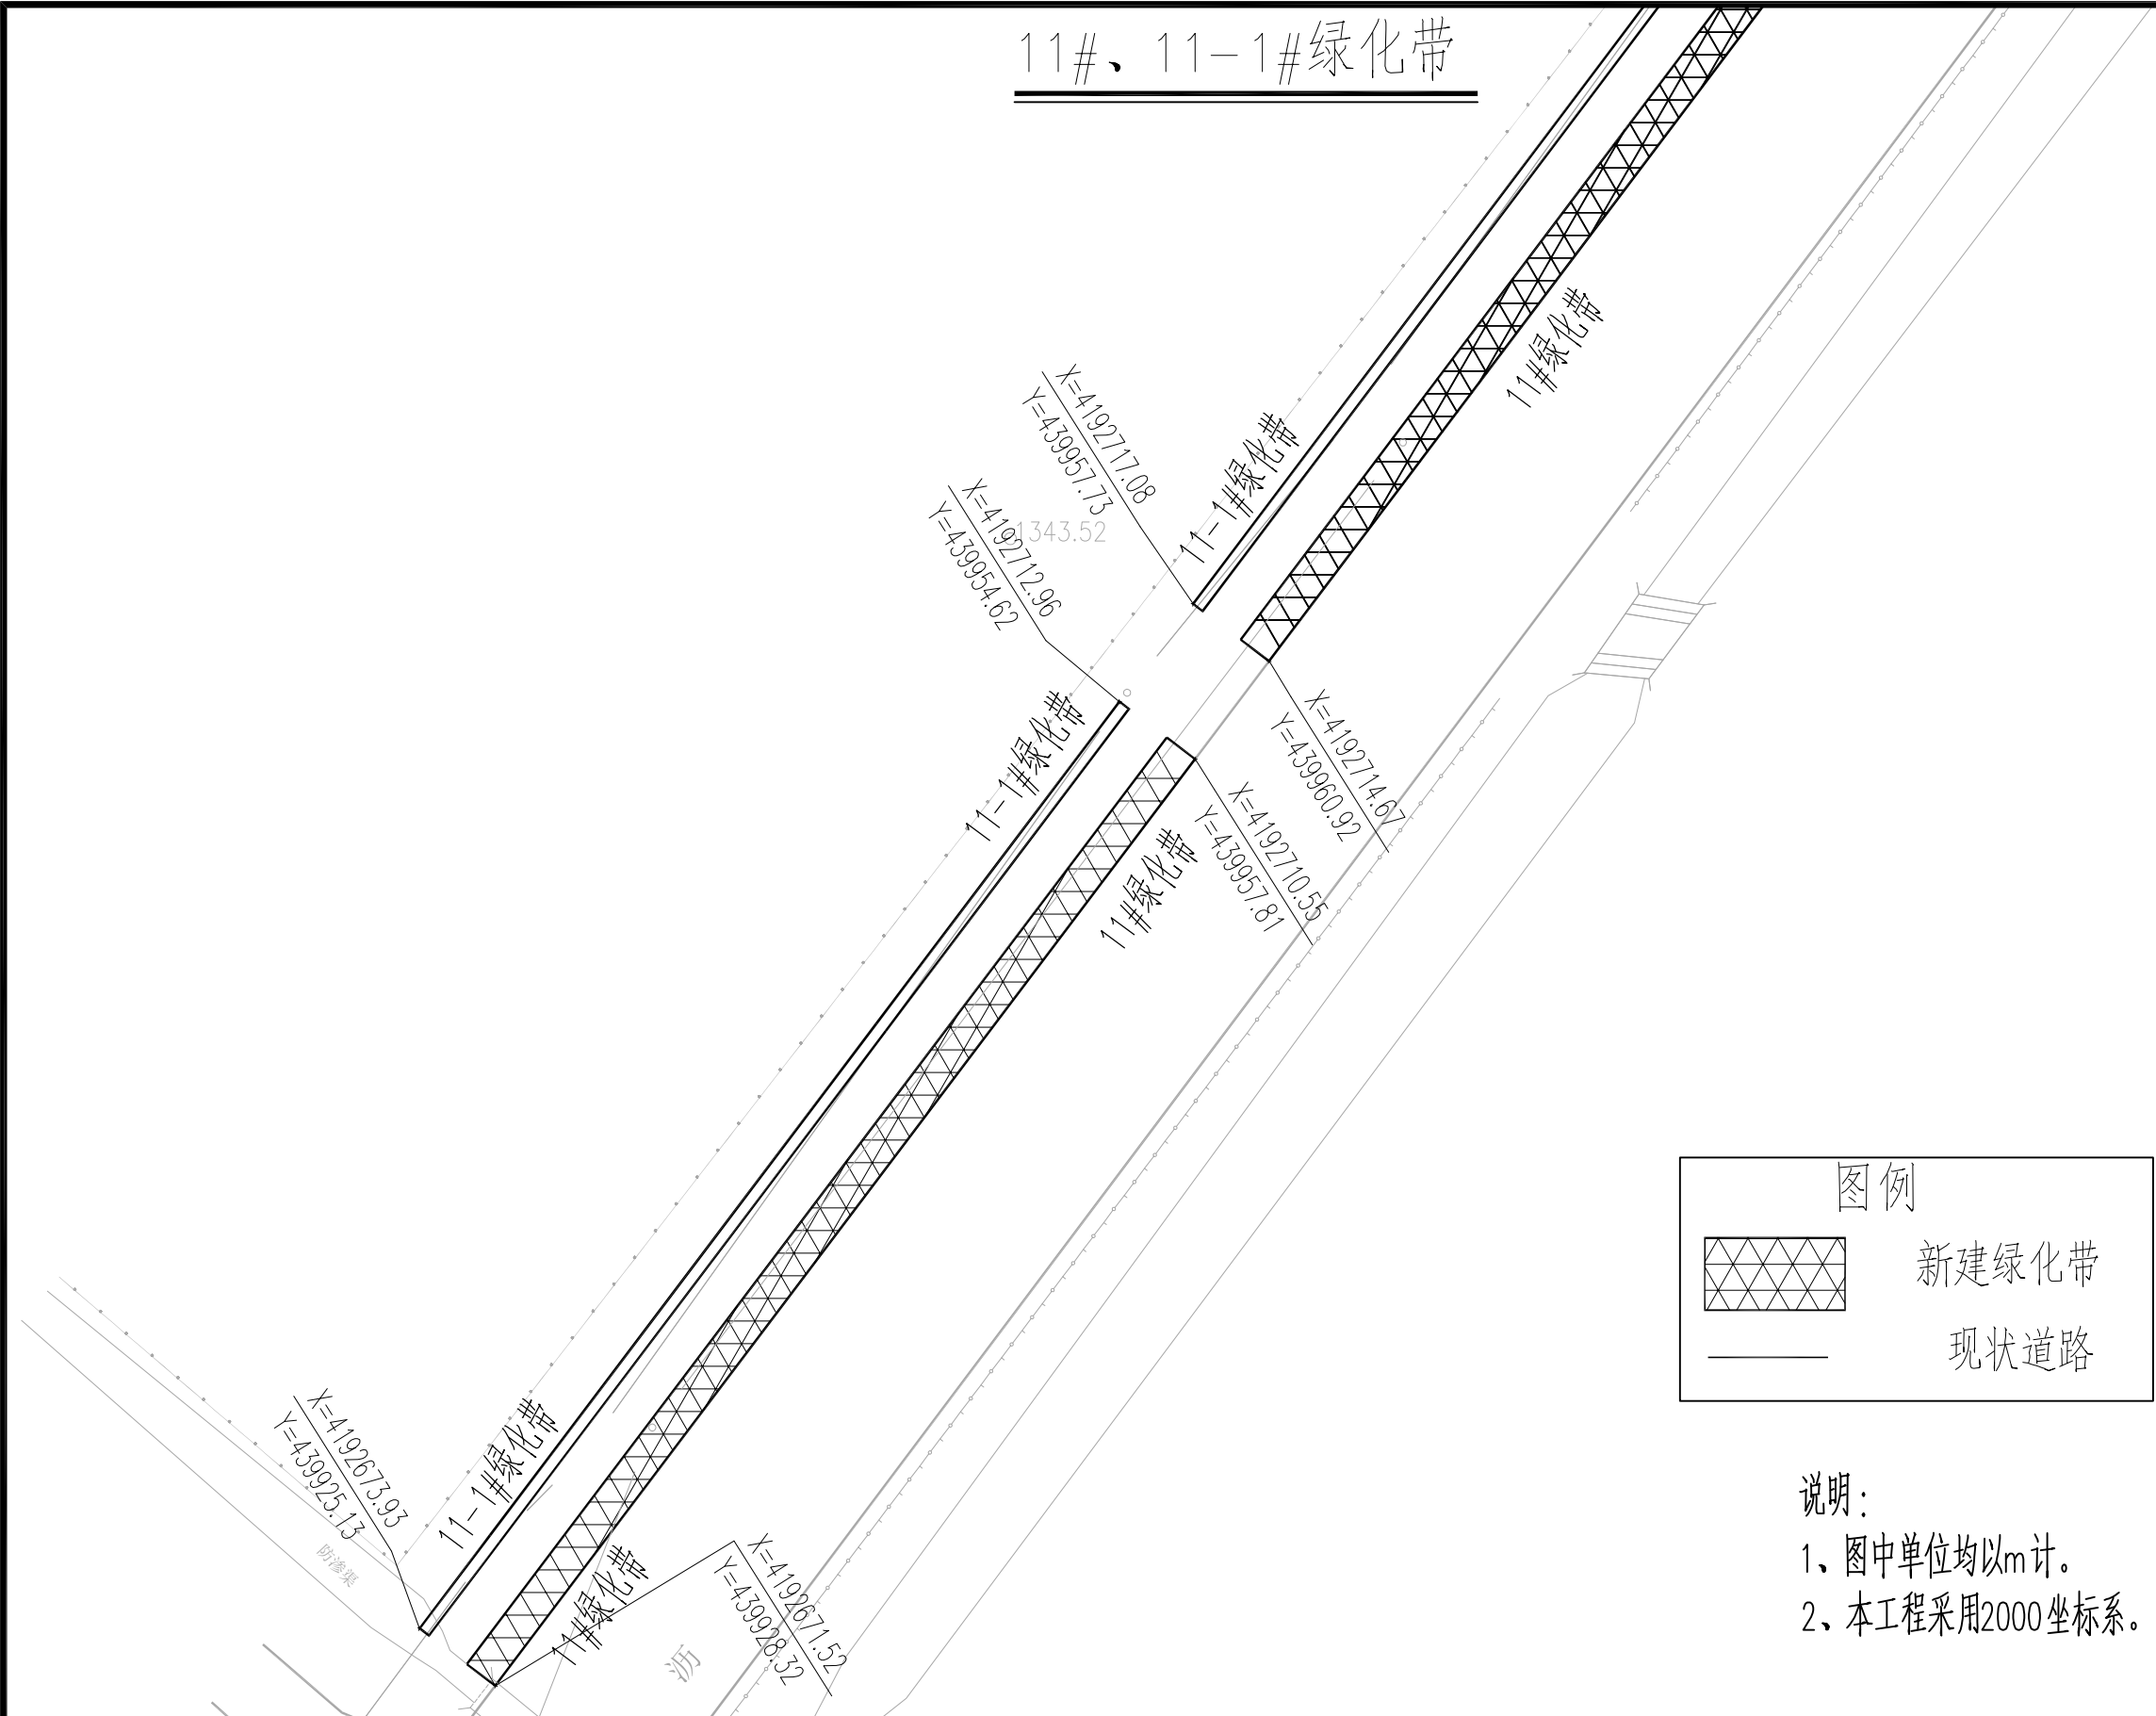 11#、11-1#绿化带
11#绿化带
X=4192717.08
Y=439957.73
11-1#绿化带
X=4192712.96
Y=439954.62
1343.52
11-1#绿化带
X=4192714.67
Y=439960.92
X=4192710.55
Y=439957.81
11#绿化带
图例
新建绿化带
现状道路
X=4192673.93
Y=439925.13
11-1#绿化带
防渗渠
11#绿化带
X=4192671.52
Y=439928.32
沥
说明：
1、图中单位均以m计。
2、本工程采用2000坐标系。